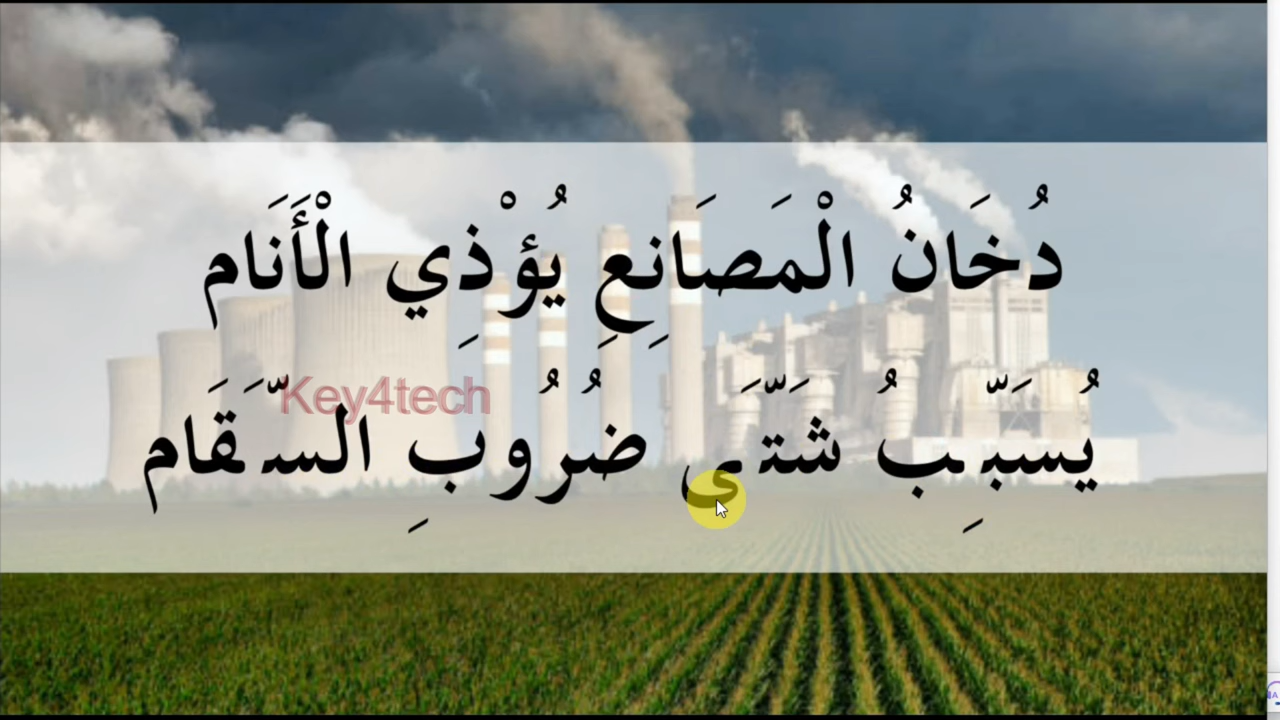 دُخَانُ الْمَصَانِعِ يُؤْذِي الْأَنَام
يُسَبِّبُ شَتَّى ضُرُوبِ السَّقَام
Key4tech